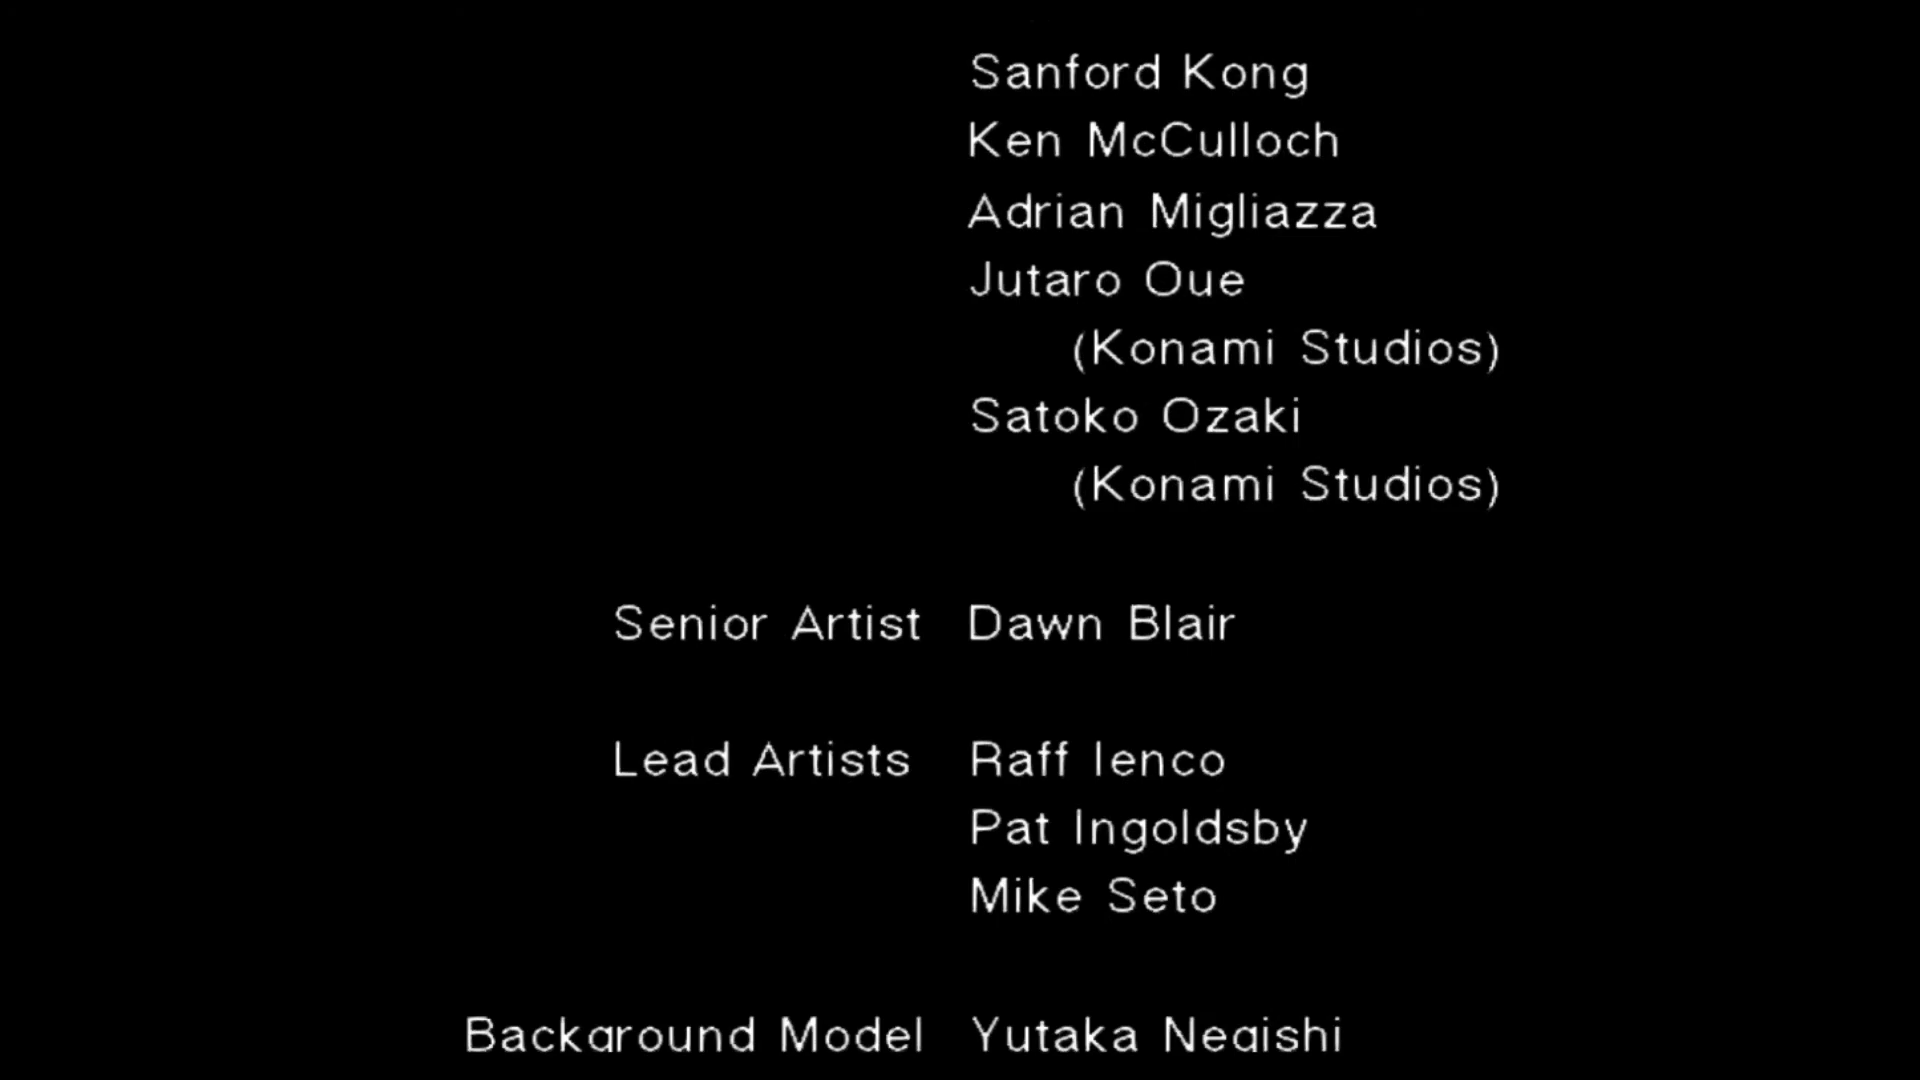 Sanford Kong
Ken McCulloch
Adrian Migliazza
Jutaro Oue
(Konami Studios)
Satoko Ozaki
(Konami Studios)
Senior Artist Dawn Blair
Lead Artists Raff Ienco
Pat Ingoldsby
Mike Seto
Background Model Yutaka Negishi